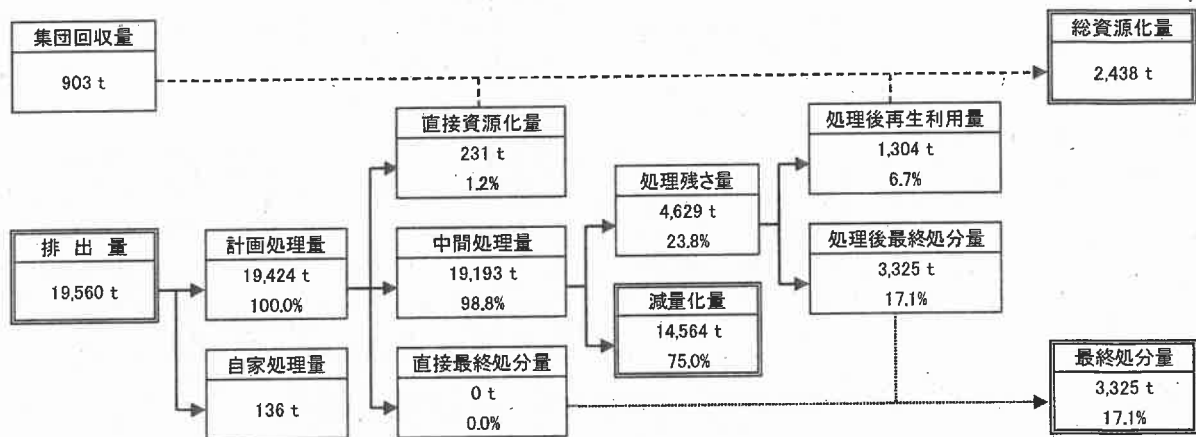 集団回収量
903 t
総資源化量
2,438 t
直接資源化量
231 t
1.2%
処理後再生利用量
1,304 t
6.7%
処理残さ量
4,629 t
23.8%
排 出 量
19,560 t
計画処理量
19,424 t
100.0%
中間処理量
19,193 t
98.8%
処理後最終処分量
3,325 t
17.1%
減量化量
14,564 t
75.0%
自家処理量
136 t
直接最終処分量
0 t
0.0%
最終処分量
3,325 t
17.1%